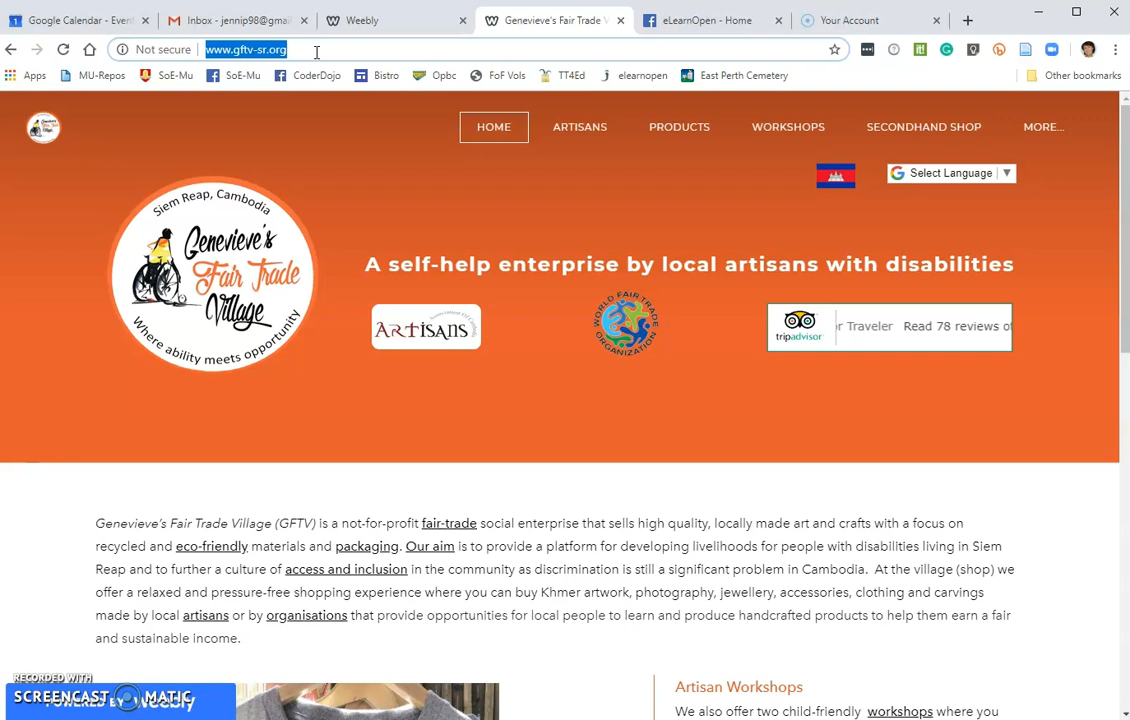 Google Calendar - Event
Inbox - jennip98@gmail
Weebly
Genevieve's Fair Trade V
eLearnOpen - Home
Your Account
Not secure
www.gftv-sr.org
Apps
MU-Repos
SoE-Mu
SoE-Mu
CoderDojo
Bistro
Opbc
FoF Vols
TT4Ed
elearnopen
East Perth Cemetery
Other bookmarks
HOME
ARTISANS
PRODUCTS
WORKSHOPS
SECONDHAND SHOP
MORE...
Select Language
Siem Reap, Cambodia
Genevieve's
Fair Trade
Village
Where ability meets opportunity
A self-help enterprise by local artisans with disabilities
ARTISANS
WORLD FAIR TRADE
ORGANIZATION
tripadvisor
r Traveler Read 78 reviews of
Genevieve's Fair Trade Village (GFTV) is a not-for-profit fair-trade social enterprise that sells high quality, locally made art and crafts with a focus on
recycled and eco-friendly materials and packaging. Our aim is to provide a platform for developing livelihoods for people with disabilities living in Siem
Reap and to further a culture of access and inclusion in the community as discrimination is still a significant problem in Cambodia. At the village (shop) we
offer a relaxed and pressure-free shopping experience where you can buy Khmer artwork, photography, jewellery, accessories, clothing and carvings
made by local artisans or by organisations that provide opportunities for local people to learn and produce handcrafted products to help them earn a fair
and sustainable income.
RECORDED WITH
SCREENCAST MATIC
POWERED BY weebly
Artisan Workshops
We also offer two child-friendly workshops where you